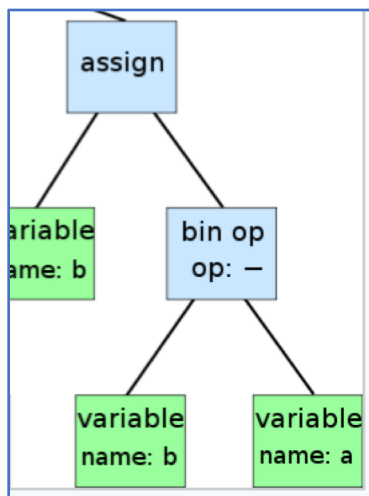 assign
ariable
ame: b
bin op
op: −
variable
name: b
variable
name: a